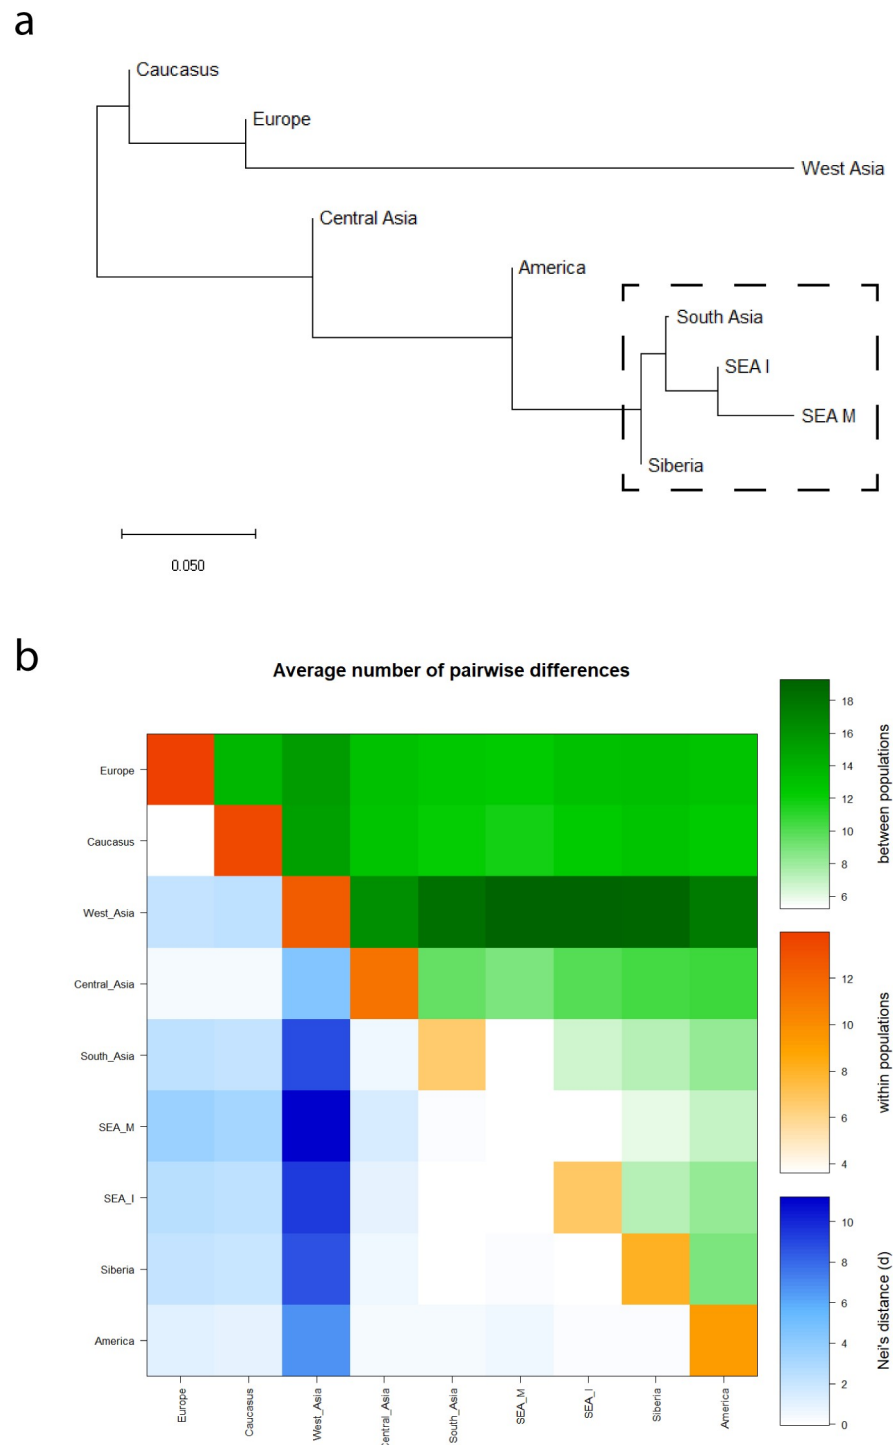 a
Caucasus
Europe
West Asia
Central Asia
America
South Asia
SEA I
SEA M
Siberia
0.050
b
Average number of pairwise differences
Europe
Caucasus
West_Asia
Central_Asia
South_Asia
SEA_M
SEA_I
Siberia
America
Europe
Caucasus
West_Asia
entral_Asia
South_Asia
SEA_M
SEA_I
Siberia
America
18
16
14
12
10
8
6
between populations
12
10
8
6
4
within populations
10
8
6
4
2
0
Nei's distance (d)